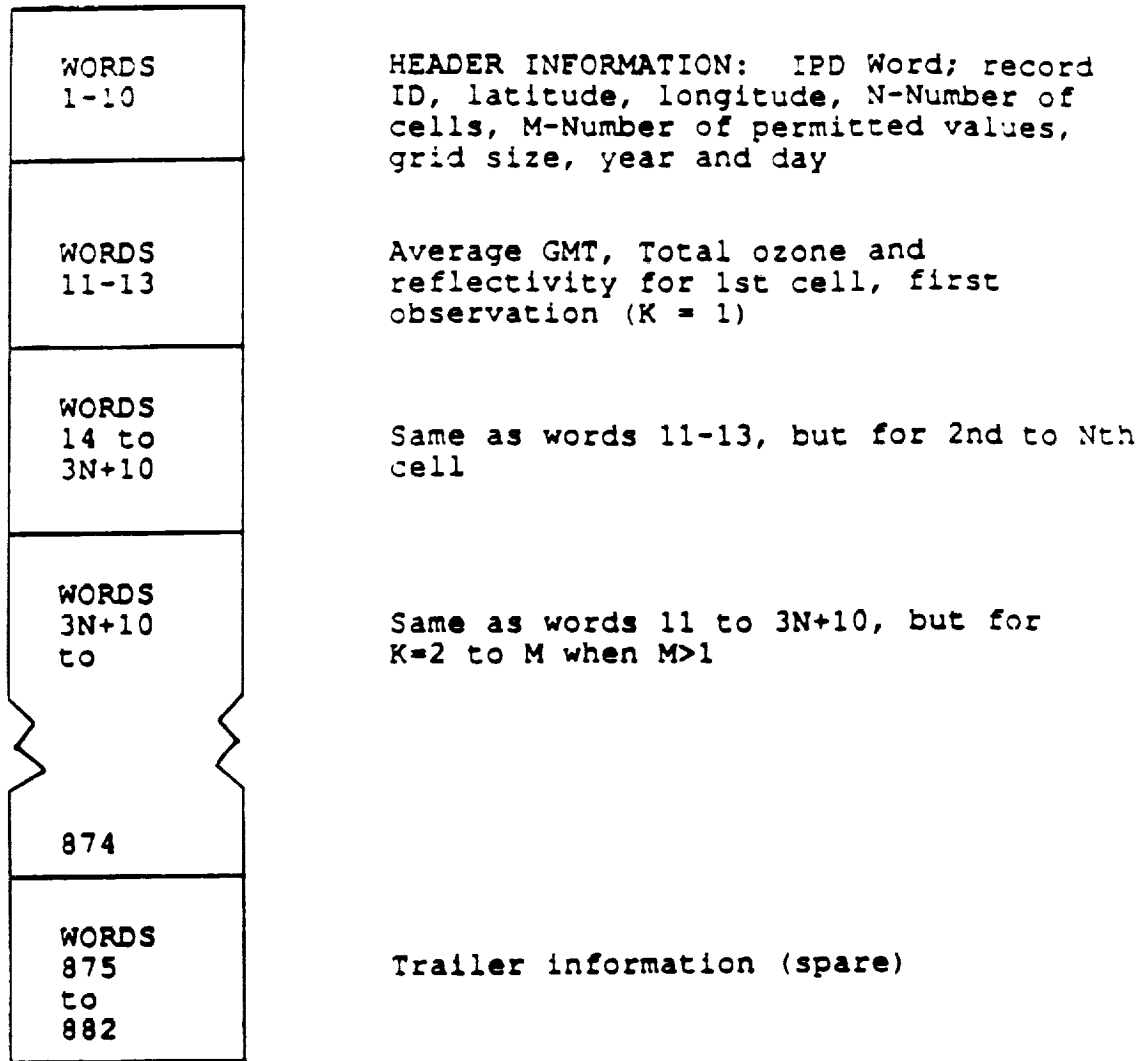 WORDS
1-10
HEADER INFORMATION: IPD Word; record
ID, latitude, longitude, N-Number of
cells, M-Number of permitted values,
grid size, year and day
WORDS
11-13
Average GMT, Total ozone and
reflectivity for 1st cell, first
observation (K = 1)
WORDS
14 to
3N+10
Same as words 11-13, but for 2nd to Nth
cell
WORDS
3N+10
to
Same as words 11 to 3N+10, but for
K=2 to M when M>1
874
WORDS
875
to
882
Trailer information (spare)